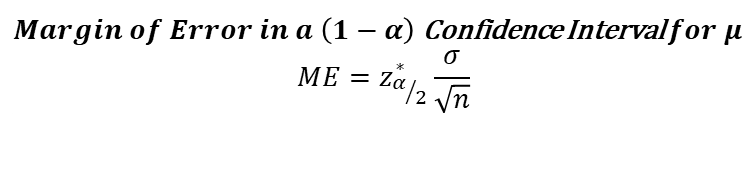 Margin of Error in a (1 − α) Confidence Interval for μ
ME = z*α/2 σ/√n